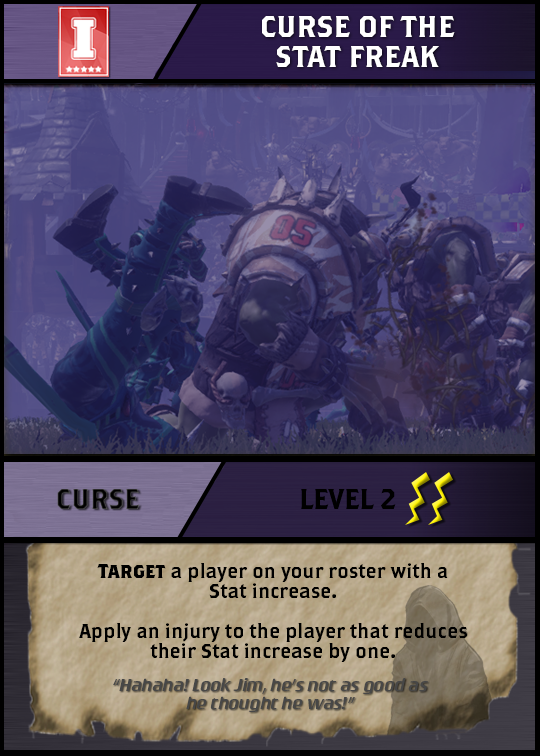 I
CURSE OF THE
STAT FREAK
05
CURSE
LEVEL 2
TARGET a player on your roster with a
Stat increase.
Apply an injury to the player that reduces
their Stat increase by one.
“Hahaha! Look Jim, he’s not as good as
he thought he was!”